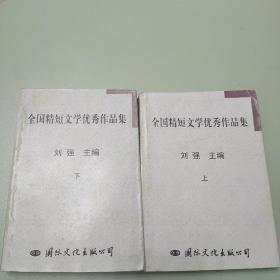 全国精短文学优秀作品集
刘强 主编
下
国际文化出版公司
全国精短文学优秀作品集
刘强 主编
上
国际文化出版公司